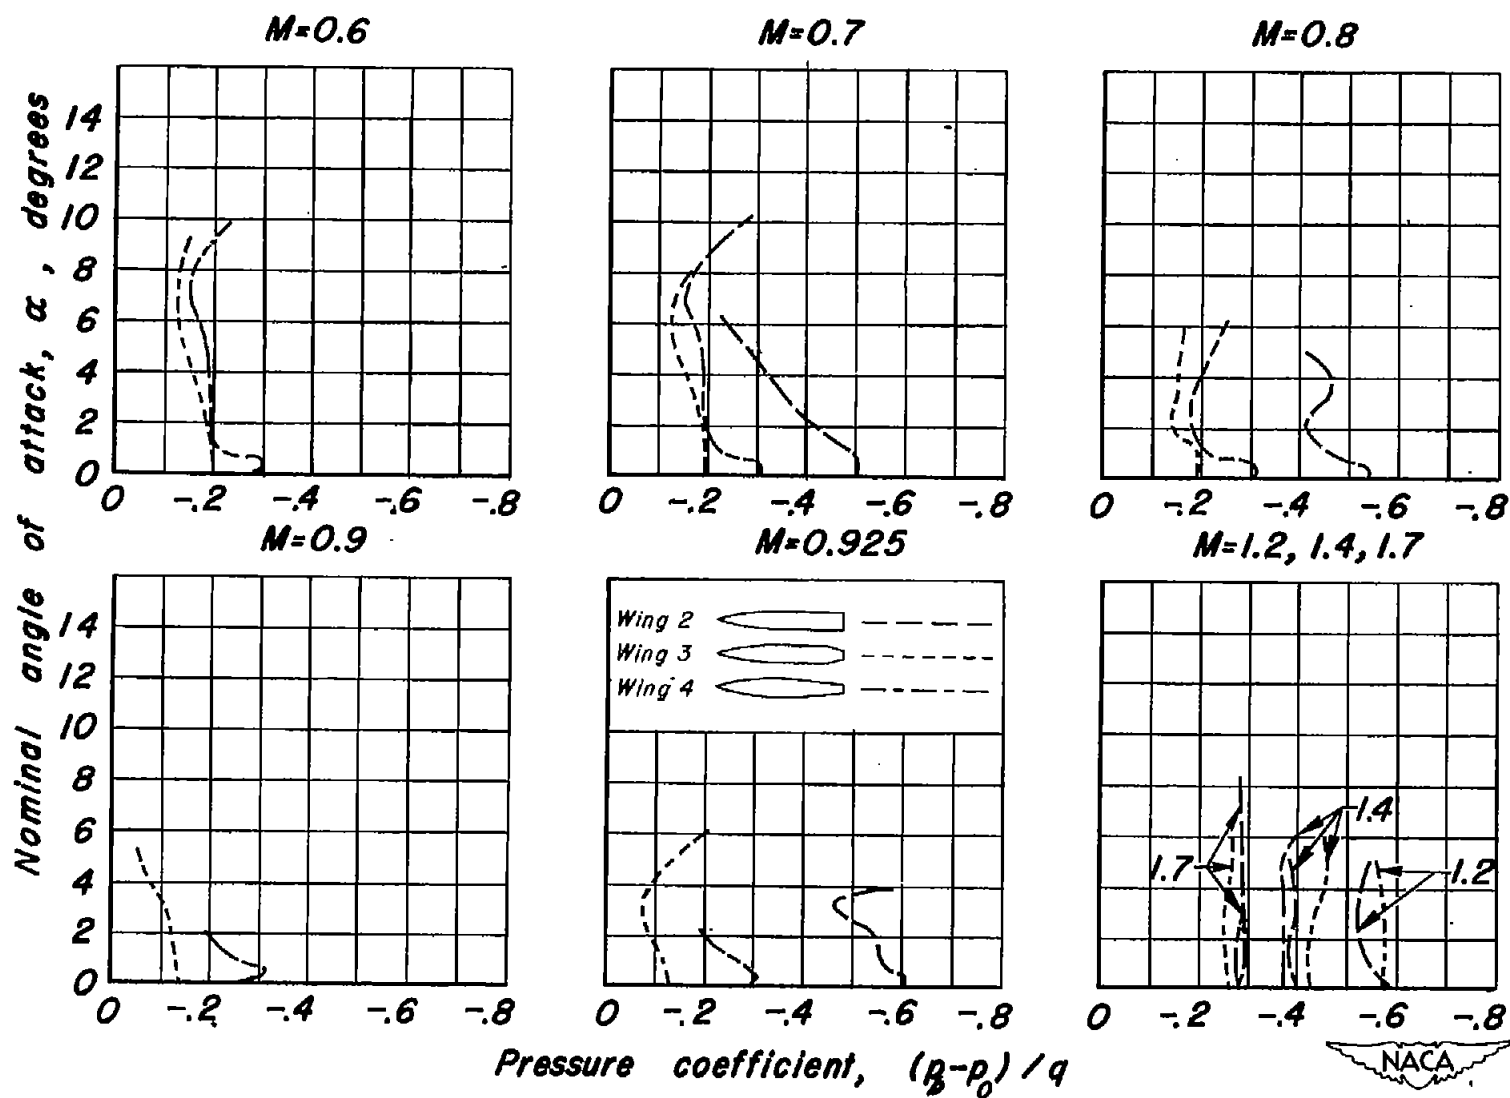 M=0.6
M=0.7
M=0.8
Nominal angle of attack, α, degrees
14
12
10
8
6
4
2
0
0 -.2 -.4 -.6 -.8
0 -.2 -.4 -.6 -.8
0 -.2 -.4 -.6 -.8
M=0.9
M=0.925
M=1.2, 1.4, 1.7
14
12
10
8
6
4
2
0
Wing 2
Wing 3
Wing 4
1.7
1.4
1.2
0 -.2 -.4 -.6 -.8
0 -.2 -.4 -.6 -.8
0 -.2 -.4 -.6 -.8
Pressure coefficient, (pₚ-p₀)/q
NACA